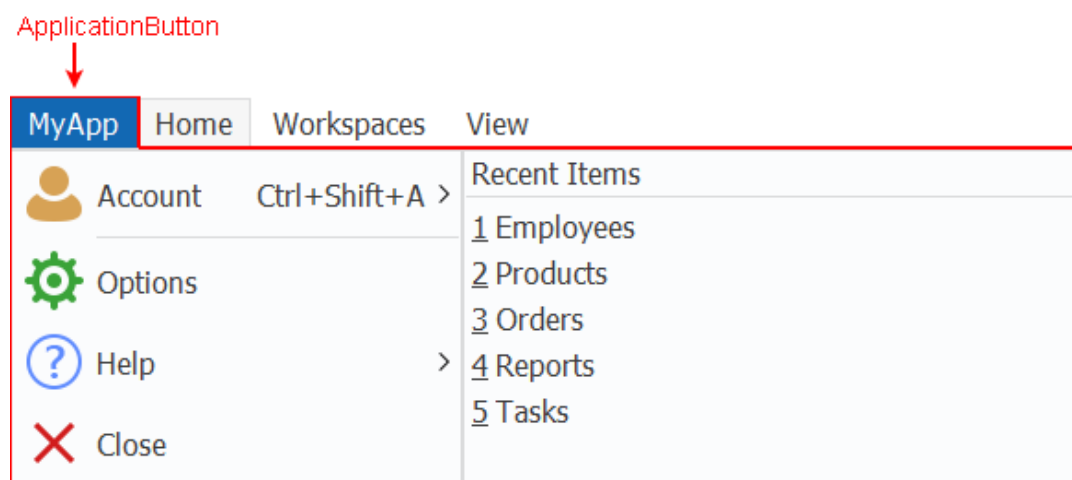 ApplicationButton
MyApp Home Workspaces View
Account Ctrl+Shift+A >
Options
Help >
Close
Recent Items
1 Employees
2 Products
3 Orders
4 Reports
5 Tasks